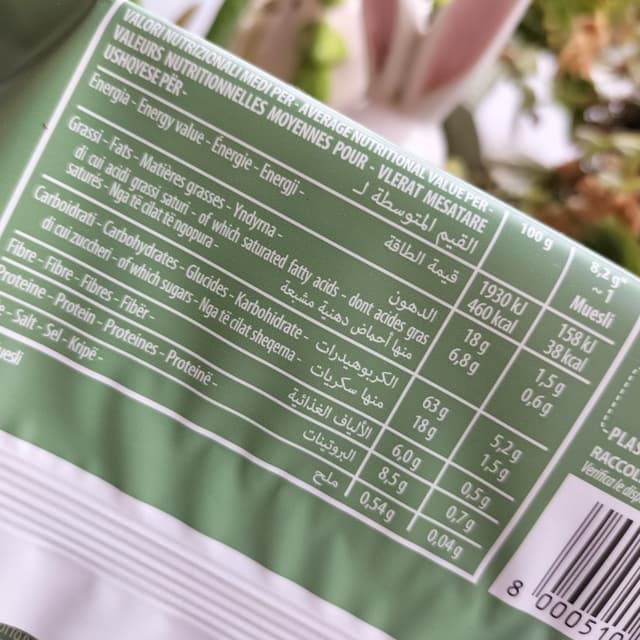 VALORI NUTRIZIONALI MEDI PER - AVERAGE NUTRITIONAL VALUE PER -
VALEURS NUTRITIONNELLES MOYENNES POUR - VLERAT MESATARE
USHQYESE PËR - القيم المتوسطة لـ
100 g
8,2 g*
~ 1
Muesli
Energia - Energy value - Énergie - Energji - قيمة الطاقة
1930 kJ 158 kJ
460 kcal 38 kcal
Grassi - Fats - Matières grasses - Yndyrna - الدهون
18 g 1,5 g
di cui acidi grassi saturi - of which saturated fatty acids - dont acides gras
saturés - Nga të cilat të ngopura - منها أحماض دهنية مشبعة
6,8 g 0,6 g
Carboidrati - Carbohydrates - Glucides - Karbohidrate - الكربوهيدرات
63 g 5,2 g
di cui zuccheri - of which sugars - Nga të cilat sheqerna - منها سكريات
18 g 1,5 g
Fibre - Fibre - Fibres - Fibër - الألياف الغذائية
6,0 g 0,5 g
Proteine - Protein - Proteines - Proteinë - البروتينات
8,5 g 0,7 g
e - Salt - Sel - Kripë - ملح
0,54 g 0,04 g
yedi
PLAS
RACCOL
Verifica le di
8 000510